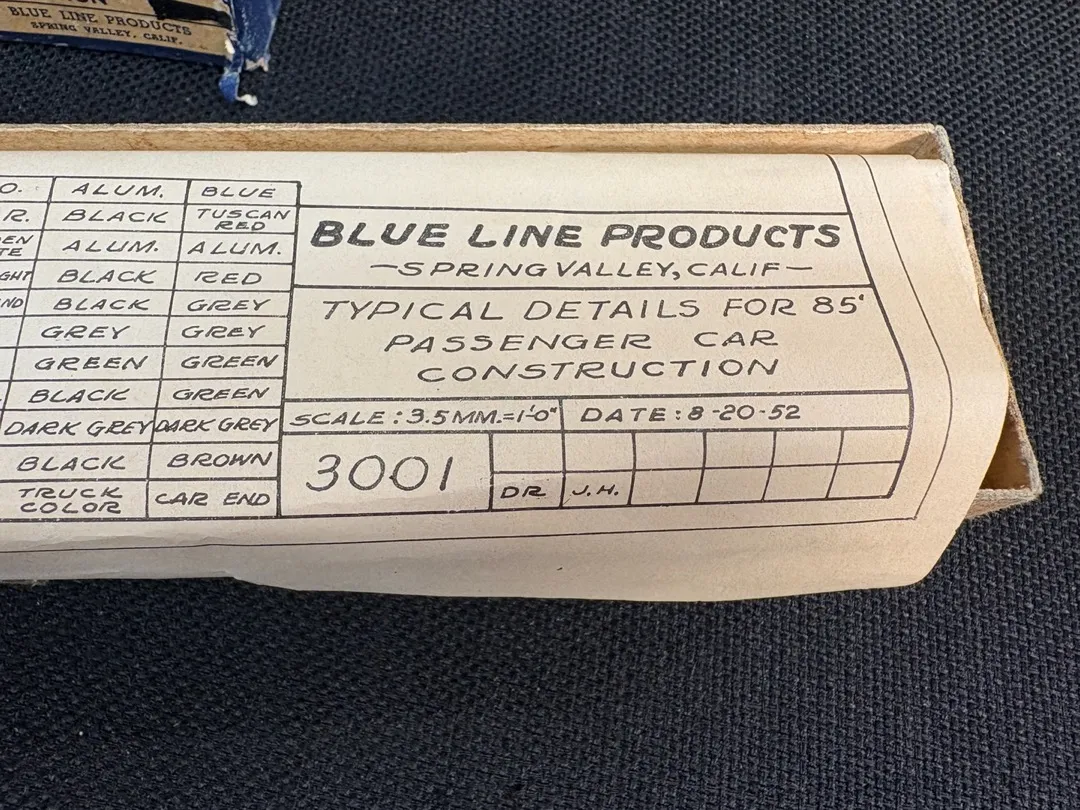 BLUE LINE PRODUCTS
SPRING VALLEY, CALIF.
O. ALUM. BLUE
R. BLACK TUSCAN RED
ALUM. ALUM.
BLACK RED
BLACK GREY
GREY GREY
GREEN GREEN
BLACK GREEN
DARK GREY DARK GREY
BLACK BROWN
TRUCK COLOR CAR END
BLUE LINE PRODUCTS
—SPRING VALLEY, CALIF—
TYPICAL DETAILS FOR 85'
PASSENGER CAR
CONSTRUCTION
SCALE: 3.5MM.=1'-0" DATE: 8-20-52
3001
DR J.H.